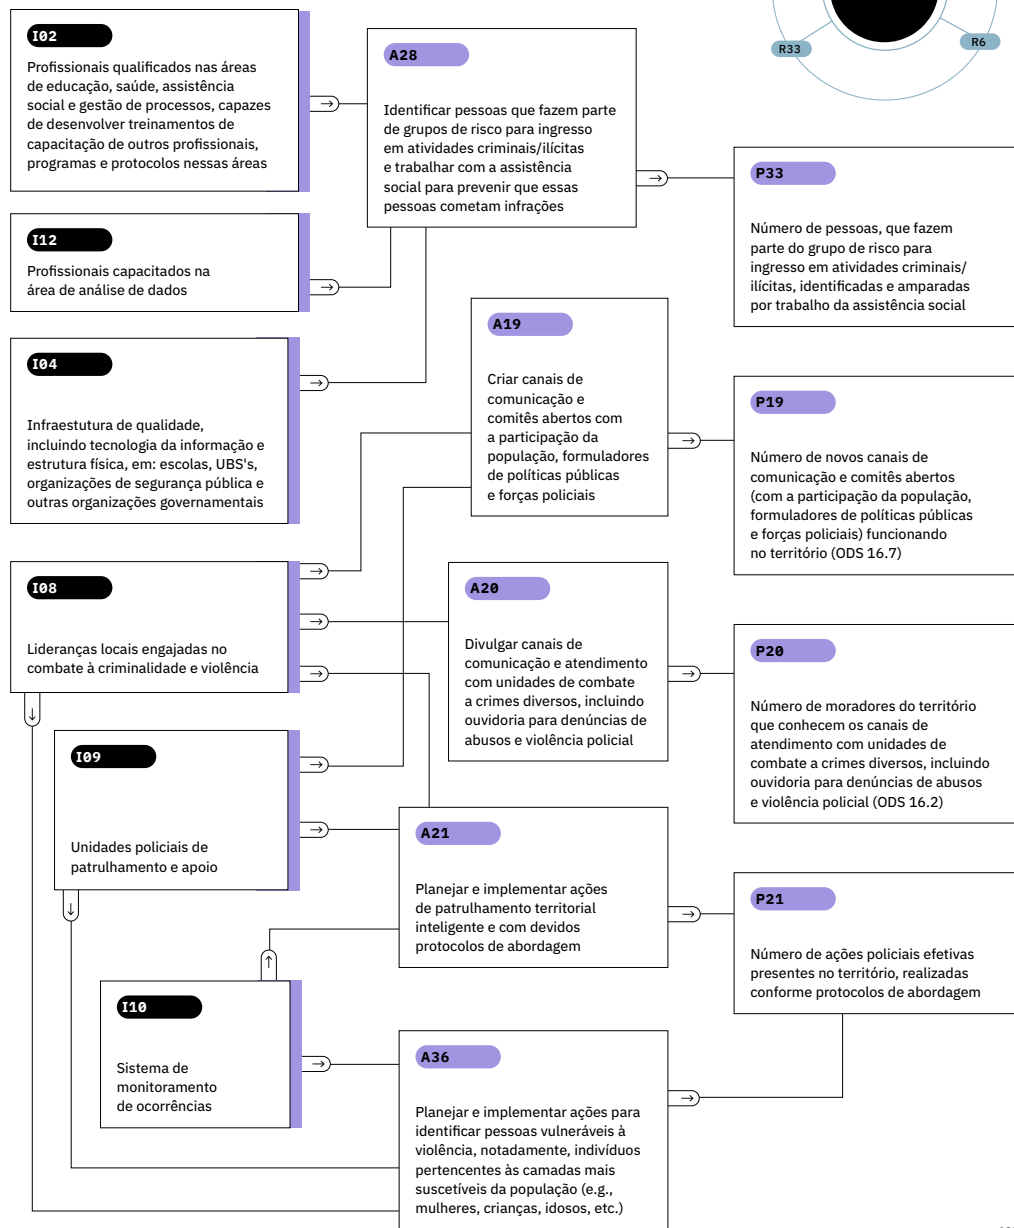 I02
Profissionais qualificados nas áreas
de educação, saúde, assistência
social e gestão de processos, capazes
de desenvolver treinamentos de
capacitação de outros profissionais,
programas e protocolos nessas áreas
A28
Identificar pessoas que fazem parte
de grupos de risco para ingresso
em atividades criminais/ilícitas
e trabalhar com a assistência
social para prevenir que essas
pessoas cometam infrações
R33
R6
P33
Número de pessoas, que fazem
parte do grupo de risco para
ingresso em atividades criminais/
ilícitas, identificadas e amparadas
por trabalho da assistência social
I12
Profissionais capacitados na
área de análise de dados
I04
Infraestutura de qualidade,
incluindo tecnologia da informação e
estrutura física, em: escolas, UBS's,
organizações de segurança pública e
outras organizações governamentais
A19
Criar canais de
comunicação e
comitês abertos com
a participação da
população, formuladores
de políticas públicas
e forças policiais
P19
Número de novos canais de
comunicação e comitês abertos
(com a participação da população,
formuladores de políticas públicas
e forças policiais) funcionando
no território (ODS 16.7)
I08
Lideranças locais engajadas no
combate à criminalidade e violência
A20
Divulgar canais de
comunicação e atendimento
com unidades de combate
a crimes diversos, incluindo
ouvidoria para denúncias de
abusos e violência policial
P20
Número de moradores do território
que conhecem os canais de
atendimento com unidades de
combate a crimes diversos, incluindo
ouvidoria para denúncias de abusos
e violência policial (ODS 16.2)
I09
Unidades policiais de
patrulhamento e apoio
A21
Planejar e implementar ações
de patrulhamento territorial
inteligente e com devidos
protocolos de abordagem
P21
Número de ações policiais efetivas
presentes no território, realizadas
conforme protocolos de abordagem
I10
Sistema de
monitoramento
de ocorrências
A36
Planejar e implementar ações para
identificar pessoas vulneráveis à
violência, notadamente, indivíduos
pertencentes às camadas mais
suscetíveis da população (e.g.,
mulheres, crianças, idosos, etc.)